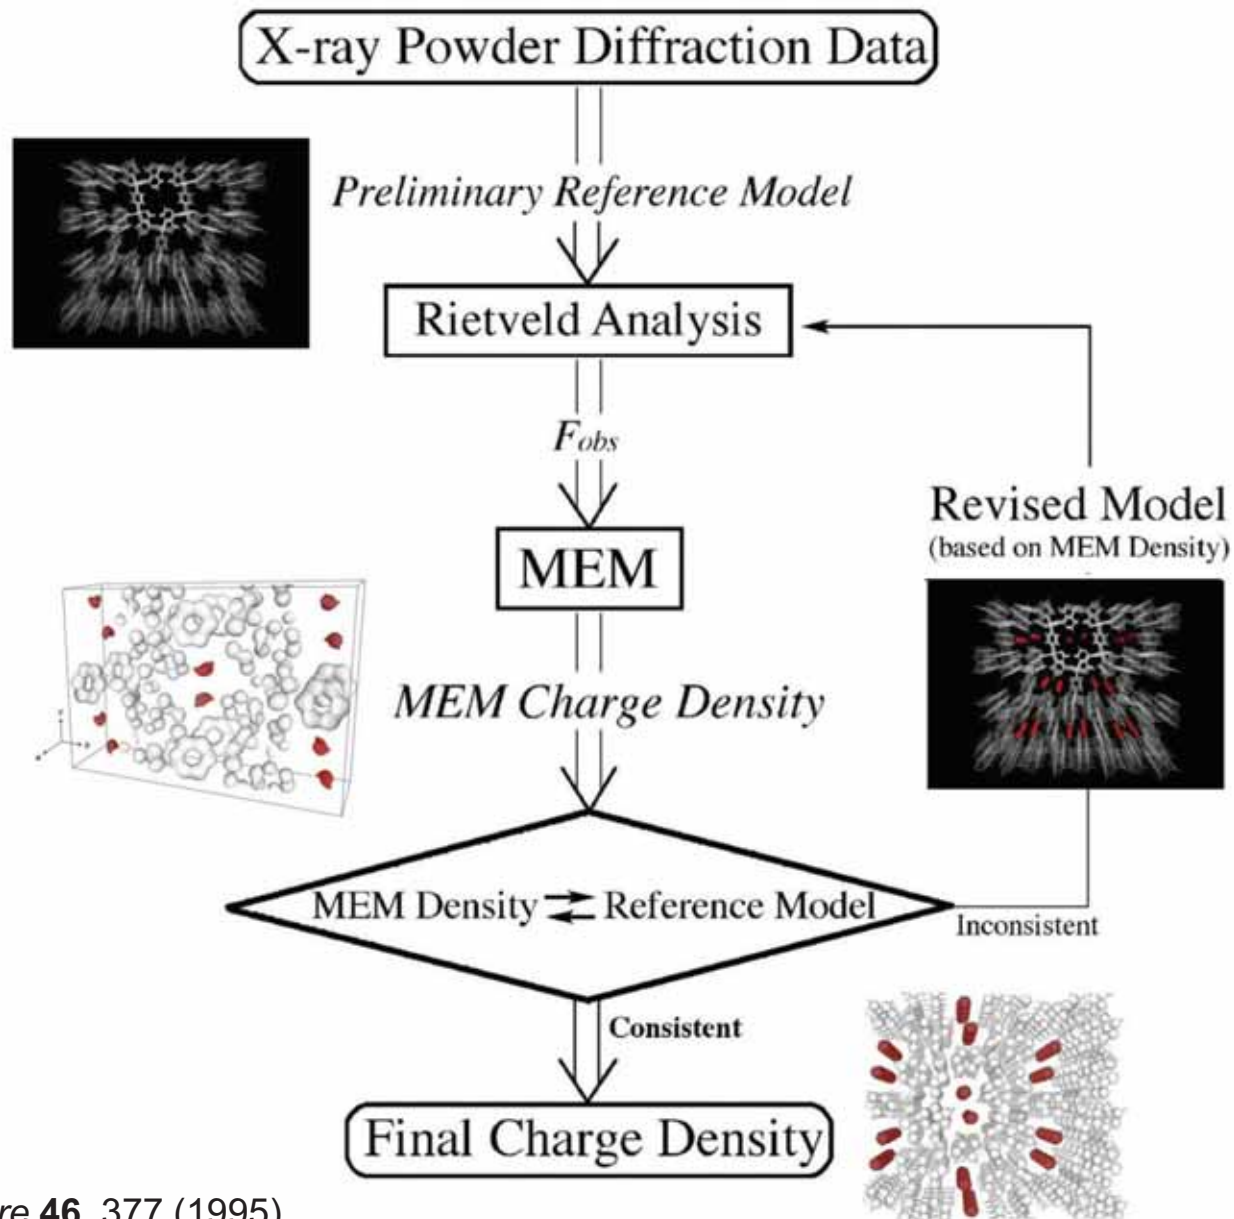 X-ray Powder Diffraction Data
Preliminary Reference Model
Rietveld Analysis
Fobs
MEM
Revised Model
(based on MEM Density)
MEM Charge Density
MEM Density ⇄ Reference Model
Inconsistent
Consistent
Final Charge Density
46, 377 (1995)